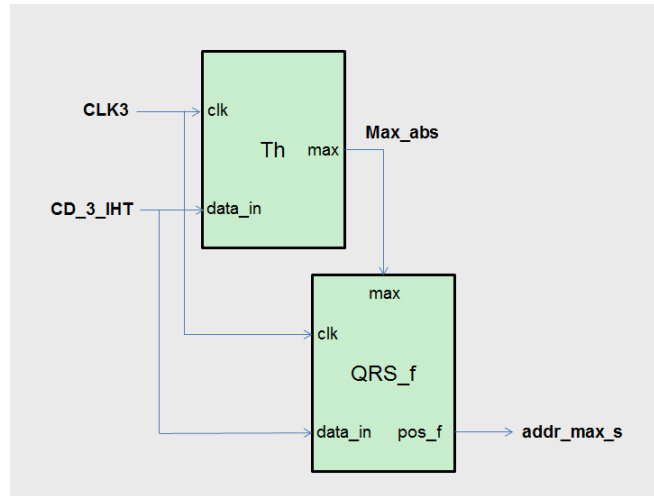 CLK3
clk
Th
max
Max_abs
CD_3_IHT
data_in
max
clk
QRS_f
data_in
pos_f
addr_max_s